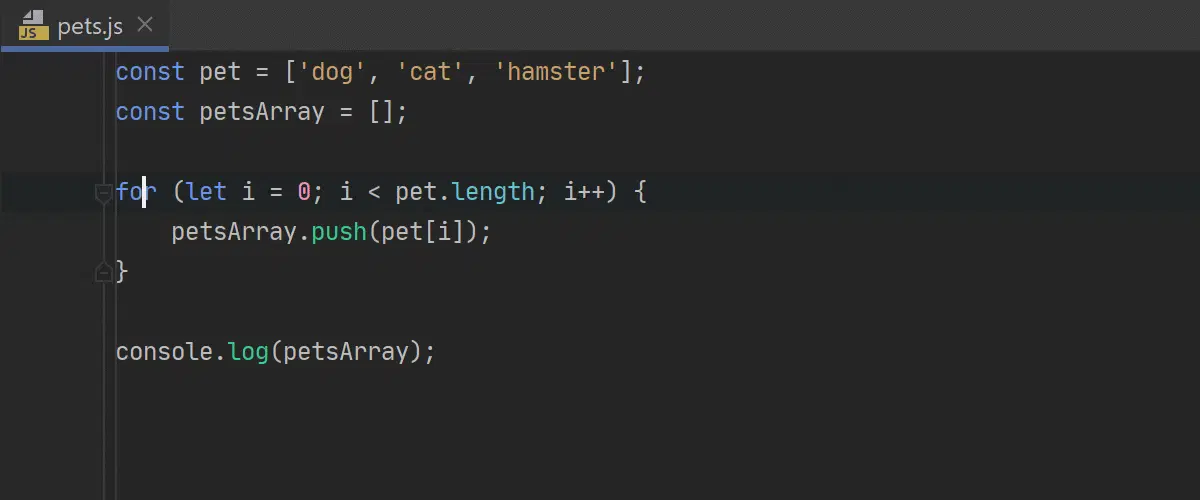 JS pets.js
const pet = ['dog', 'cat', 'hamster'];
const petsArray = [];
for (let i = 0; i < pet.length; i++) {
    petsArray.push(pet[i]);
}
console.log(petsArray);